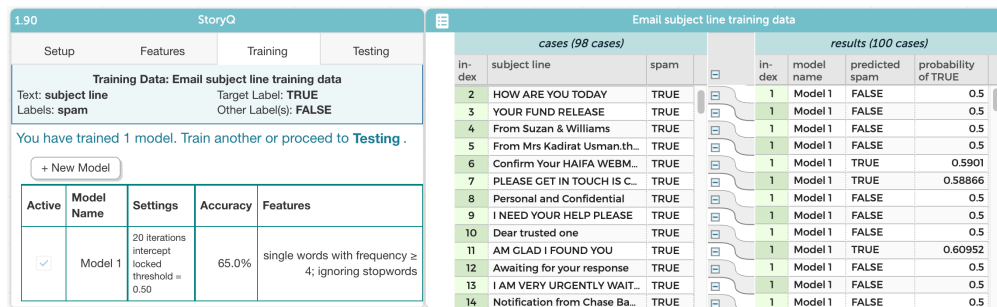 1.90 StoryQ
Setup Features Training Testing
Training Data: Email subject line training data
Text: subject line Target Label: TRUE
Labels: spam Other Label(s): FALSE
You have trained 1 model. Train another or proceed to Testing .
+ New Model
Active Model Name Settings Accuracy Features
Model 1 20 iterations intercept locked threshold = 0.50 65.0% single words with frequency ≥ 4; ignoring stopwords
Email subject line training data
cases (98 cases)
in-dex subject line spam
2 HOW ARE YOU TODAY TRUE
3 YOUR FUND RELEASE TRUE
4 From Suzan & Williams TRUE
5 From Mrs Kadirat Usman.th... TRUE
6 Confirm Your HAIFA WEBM... TRUE
7 PLEASE GET IN TOUCH IS C... TRUE
8 Personal and Confidential TRUE
9 I NEED YOUR HELP PLEASE TRUE
10 Dear trusted one TRUE
11 AM GLAD I FOUND YOU TRUE
12 Awaiting for your response TRUE
13 I AM VERY URGENTLY WAIT... TRUE
14 Notification from Chase Ba... TRUE
results (100 cases)
in-dex model name predicted spam probability of TRUE
1 Model 1 FALSE 0.5
1 Model 1 FALSE 0.5
1 Model 1 FALSE 0.5
1 Model 1 FALSE 0.5
1 Model 1 TRUE 0.5901
1 Model 1 TRUE 0.58866
1 Model 1 FALSE 0.5
1 Model 1 FALSE 0.5
1 Model 1 FALSE 0.5
1 Model 1 TRUE 0.60952
1 Model 1 FALSE 0.5
1 Model 1 FALSE 0.5
1 Model 1 FALSE 0.5